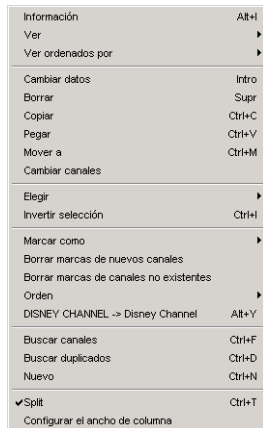 Información Alt+I
Ver
Ver ordenados por
Cambiar datos Intro
Borrar Supr
Copiar Ctrl+C
Pegar Ctrl+V
Mover a Ctrl+M
Cambiar canales
Elegir
Invertir selección Ctrl+I
Marcar como
Borrar marcas de nuevos canales
Borrar marcas de canales no existentes
Orden
DISNEY CHANNEL -> Disney Channel Alt+Y
Buscar canales Ctrl+F
Buscar duplicados Ctrl+D
Nuevo Ctrl+N
Split Ctrl+T
Configurar el ancho de columna